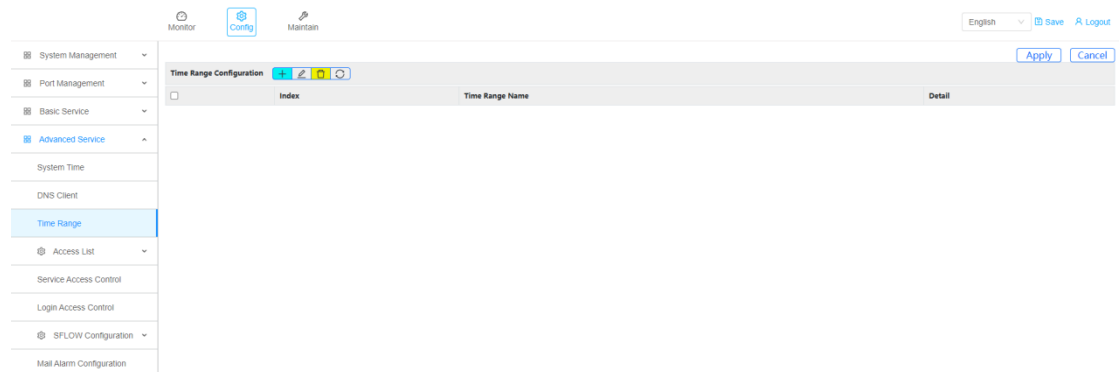 Monitor
Config
Maintain
English
Save
Logout
System Management
Port Management
Basic Service
Advanced Service
System Time
DNS Client
Time Range
Access List
Service Access Control
Login Access Control
SFLOW Configuration
Mail Alarm Configuration
Apply
Cancel
Time Range Configuration
Index
Time Range Name
Detail